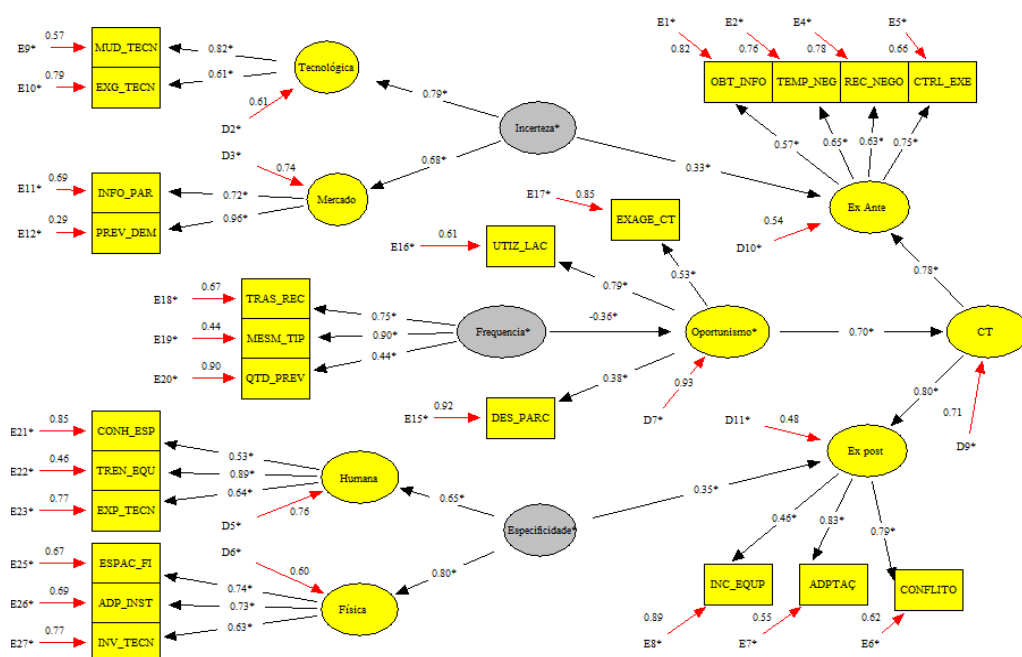 E1* E2* E4* E5*
0.82 0.76 0.78 0.66
OBT_INFO TEMP_NEG REC_NEGO CTRL_EXE
0.57* 0.65* 0.63* 0.75*
E9* 0.57 MUD_TECN 0.82*
E10* 0.79 EXG_TECN 0.61*
Tecnológica
0.61
D2*
0.79*
Incerteza*
0.68*
0.33*
D3*
0.74
E11* 0.69 INFO_PAR 0.72*
E12* 0.29 PREV_DEM 0.96*
Mercado
Ex Ante
0.54
D10*
0.78*
E17* 0.85 EXAGE_CT
0.53*
E16* 0.61 UTIZ_LAC
0.79*
E18* 0.67 TRAS_REC 0.75*
E19* 0.44 MESM_TIP 0.90*
E20* 0.90 QTD_PREV 0.44*
Frequencia*
-0.36*
Oportunismo*
0.70*
CT
0.38*
E15* 0.92 DES_PARC
0.93
D7*
0.80*
0.71
D9*
D11* 0.48
Ex post
E21* 0.85 CONH_ESP 0.53*
E22* 0.46 TREN_EQU 0.89*
E23* 0.77 EXP_TECN 0.64*
Humana
0.76
D5*
0.65*
Especificidade*
0.35*
0.80*
D6*
0.60
E25* 0.67 ESPAC_FI 0.74*
E26* 0.69 ADP_INST 0.73*
E27* 0.77 INV_TECN 0.63*
Física
0.46* 0.83* 0.79*
INC_EQUP ADPTAÇ CONFLITO
0.89 0.55 0.62
E8* E7* E6*